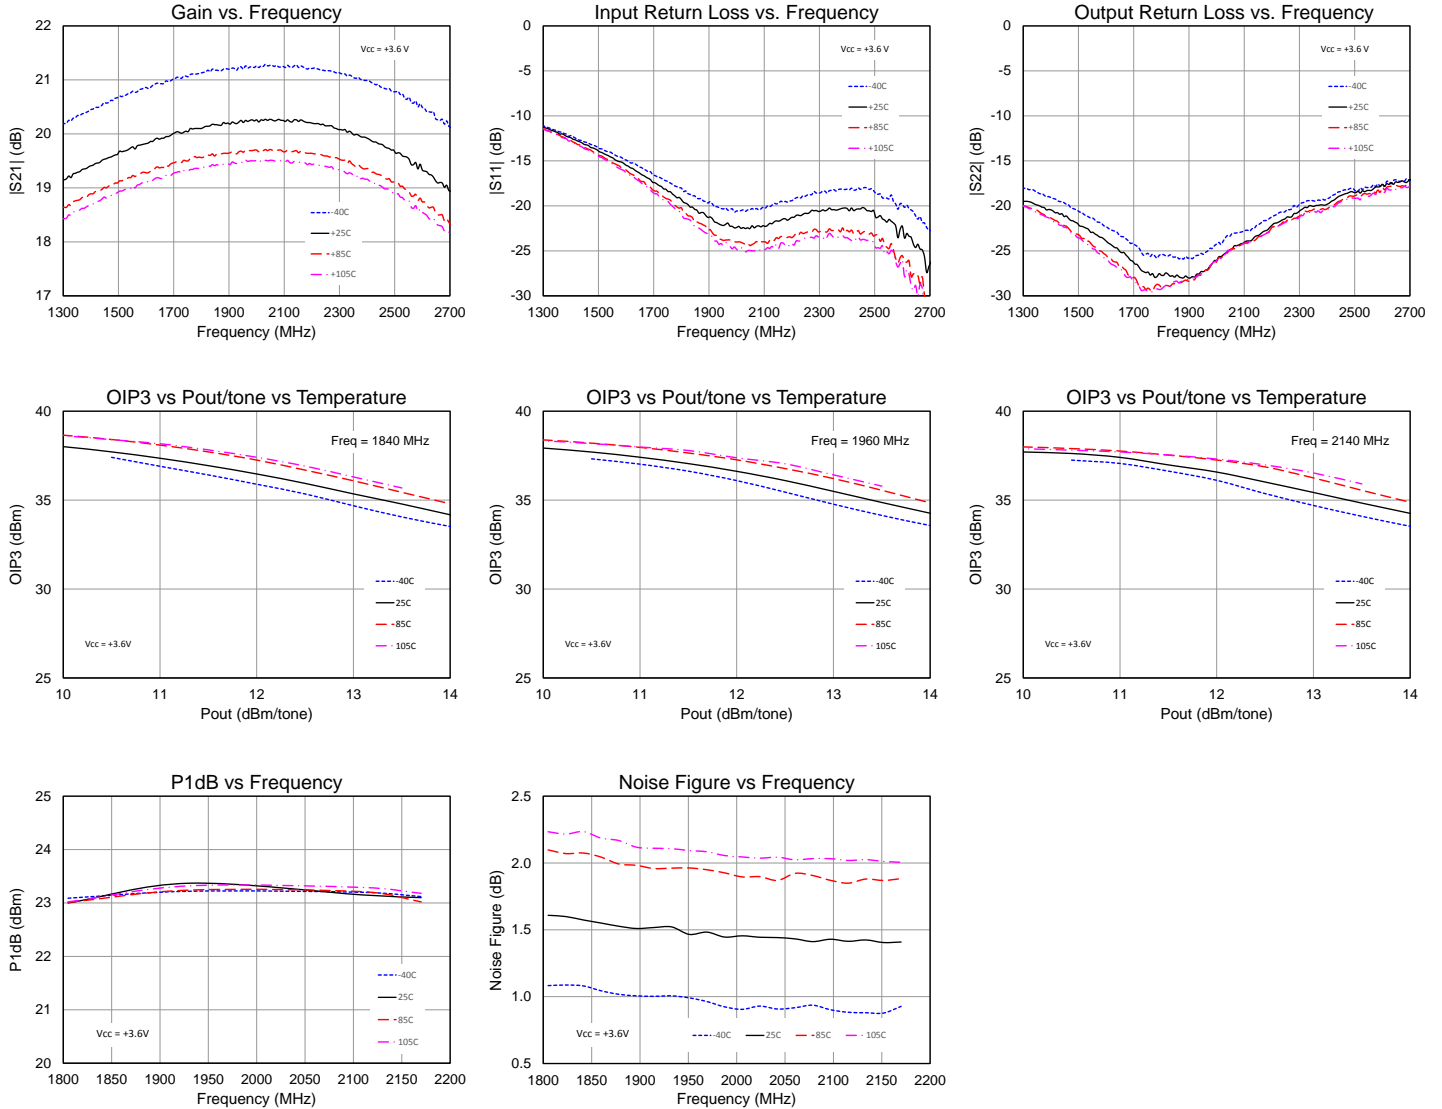 Gain vs. Frequency
22
21
20
19
18
17
|S21| (dB)
Vcc = +3.6 V
-40C
+25C
+85C
+105C
1300 1500 1700 1900 2100 2300 2500 2700
Frequency (MHz)
Input Return Loss vs. Frequency
0
-5
-10
-15
-20
-25
-30
|S11| (dB)
Vcc = +3.6 V
-40C
+25C
+85C
+105C
1300 1500 1700 1900 2100 2300 2500 2700
Frequency (MHz)
Output Return Loss vs. Frequency
0
-5
-10
-15
-20
-25
-30
|S22| (dB)
Vcc = +3.6 V
-40C
+25C
+85C
+105C
1300 1500 1700 1900 2100 2300 2500 2700
Frequency (MHz)
OIP3 vs Pout/tone vs Temperature
40
35
30
25
OIP3 (dBm)
Freq = 1840 MHz
-40C
25C
85C
105C
Vcc = +3.6V
10 11 12 13 14
Pout (dBm/tone)
OIP3 vs Pout/tone vs Temperature
40
35
30
25
OIP3 (dBm)
Freq = 1960 MHz
-40C
25C
85C
105C
Vcc = +3.6V
10 11 12 13 14
Pout (dBm/tone)
OIP3 vs Pout/tone vs Temperature
40
35
30
25
OIP3 (dBm)
Freq = 2140 MHz
-40C
25C
85C
105C
Vcc = +3.6V
10 11 12 13 14
Pout (dBm/tone)
P1dB vs Frequency
25
24
23
22
21
20
P1dB (dBm)
-40C
25C
85C
105C
Vcc = +3.6V
1800 1850 1900 1950 2000 2050 2100 2150 2200
Frequency (MHz)
Noise Figure vs Frequency
2.5
2.0
1.5
1.0
0.5
Noise Figure (dB)
Vcc = +3.6V
-40C 25C 85C 105C
1800 1850 1900 1950 2000 2050 2100 2150 2200
Frequency (MHz)